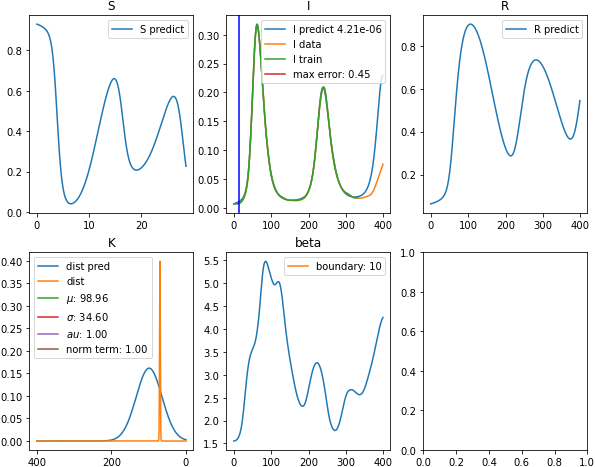 S
S predict
0.8
0.6
0.4
0.2
0.0
0 10 20
I
I predict 4.21e-06
I data
I train
max error: 0.45
0.30
0.25
0.20
0.15
0.10
0.05
0.00
0 100 200 300 400
R
R predict
0.8
0.6
0.4
0.2
0 200 400
K
dist pred
dist
μ: 98.96
σ: 34.60
au: 1.00
norm term: 1.00
0.40
0.35
0.30
0.25
0.20
0.15
0.10
0.05
0.00
400 200 0
beta
boundary: 10
5.5
5.0
4.5
4.0
3.5
3.0
2.5
2.0
1.5
0 100 200 300 400
1.0
0.8
0.6
0.4
0.2
0.0
0.0 0.2 0.4 0.6 0.8 1.0